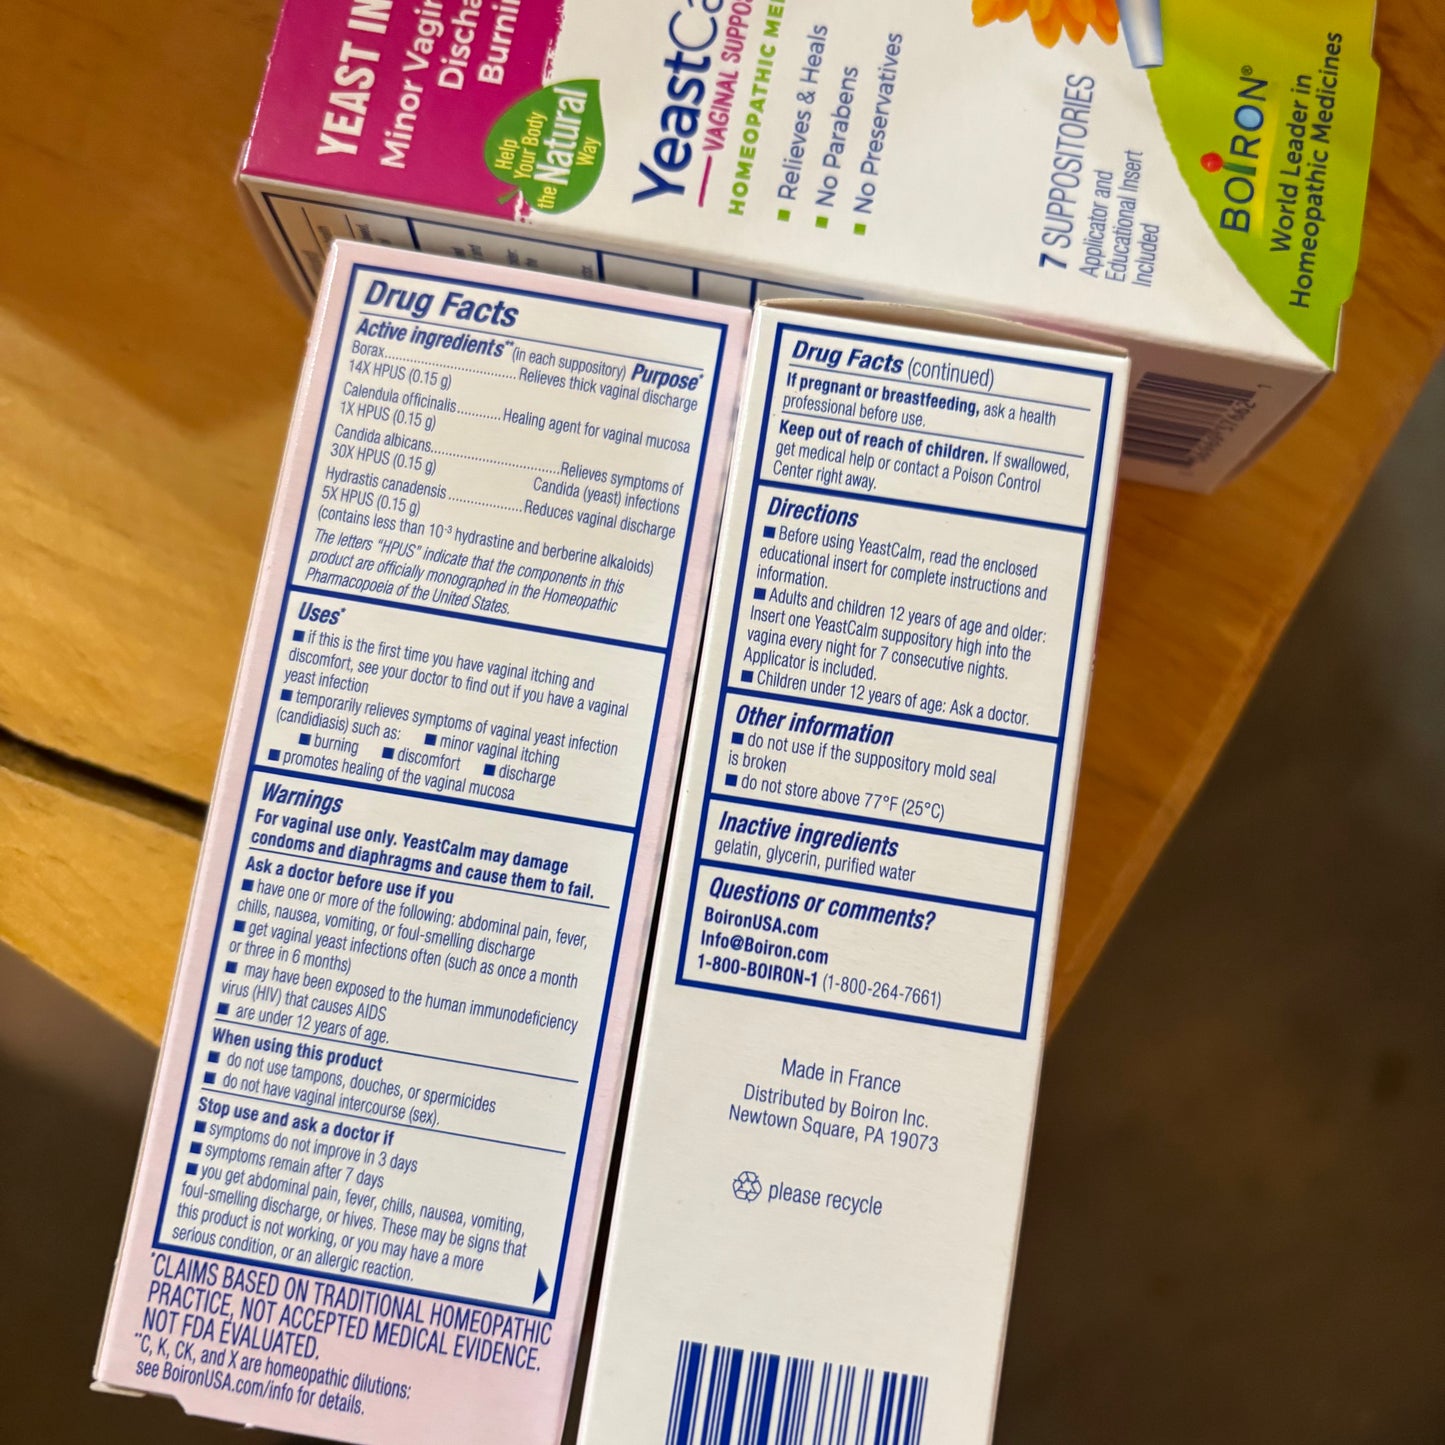 YEAST IN
Minor Vagin
Discha
Burnin
Help
Your Body
the Natural
Way
YeastCa
VAGINAL SUPPOS
HOMEOPATHIC ME
■ Relieves & Heals
■ No Parabens
■ No Preservatives
7 SUPPOSITORIES
Applicator and
Educational Insert
Included
BOIRON®
World Leader in
Homeopathic Medicines
Drug Facts
Active ingredients** (in each suppository) Purpose*
Borax..............................Relieves thick vaginal discharge
14X HPUS (0.15 g)
Calendula officinalis............Healing agent for vaginal mucosa
1X HPUS (0.15 g)
Candida albicans..............................Relieves symptoms of
30X HPUS (0.15 g) Candida (yeast) infections
Hydrastis canadensis....................Reduces vaginal discharge
5X HPUS (0.15 g)
(contains less than 10⁻³ hydrastine and berberine alkaloids)
The letters "HPUS" indicate that the components in this
product are officially monographed in the Homeopathic
Pharmacopoeia of the United States.
Uses*
■ if this is the first time you have vaginal itching and
discomfort, see your doctor to find out if you have a vaginal
yeast infection
■ temporarily relieves symptoms of vaginal yeast infection
(candidiasis) such as: ■ minor vaginal itching
■ burning ■ discomfort ■ discharge
■ promotes healing of the vaginal mucosa
Warnings
For vaginal use only. YeastCalm may damage
condoms and diaphragms and cause them to fail.
Ask a doctor before use if you
■ have one or more of the following: abdominal pain, fever,
chills, nausea, vomiting, or foul-smelling discharge
■ get vaginal yeast infections often (such as once a month
or three in 6 months)
■ may have been exposed to the human immunodeficiency
virus (HIV) that causes AIDS
■ are under 12 years of age.
When using this product
■ do not use tampons, douches, or spermicides
■ do not have vaginal intercourse (sex).
Stop use and ask a doctor if
■ symptoms do not improve in 3 days
■ symptoms remain after 7 days
■ you get abdominal pain, fever, chills, nausea, vomiting,
foul-smelling discharge, or hives. These may be signs that
this product is not working, or you may have a more
serious condition, or an allergic reaction.
*CLAIMS BASED ON TRADITIONAL HOMEOPATHIC
PRACTICE, NOT ACCEPTED MEDICAL EVIDENCE.
NOT FDA EVALUATED.
**C, K, CK, and X are homeopathic dilutions:
see BoironUSA.com/info for details.
Drug Facts (continued)
If pregnant or breastfeeding, ask a health
professional before use.
Keep out of reach of children. If swallowed,
get medical help or contact a Poison Control
Center right away.
Directions
■ Before using YeastCalm, read the enclosed
educational insert for complete instructions and
information.
■ Adults and children 12 years of age and older:
Insert one YeastCalm suppository high into the
vagina every night for 7 consecutive nights.
Applicator is included.
■ Children under 12 years of age: Ask a doctor.
Other information
■ do not use if the suppository mold seal
is broken
■ do not store above 77°F (25°C)
Inactive ingredients
gelatin, glycerin, purified water
Questions or comments?
BoironUSA.com
Info@Boiron.com
1-800-BOIRON-1 (1-800-264-7661)
Made in France
Distributed by Boiron Inc.
Newtown Square, PA 19073
please recycle